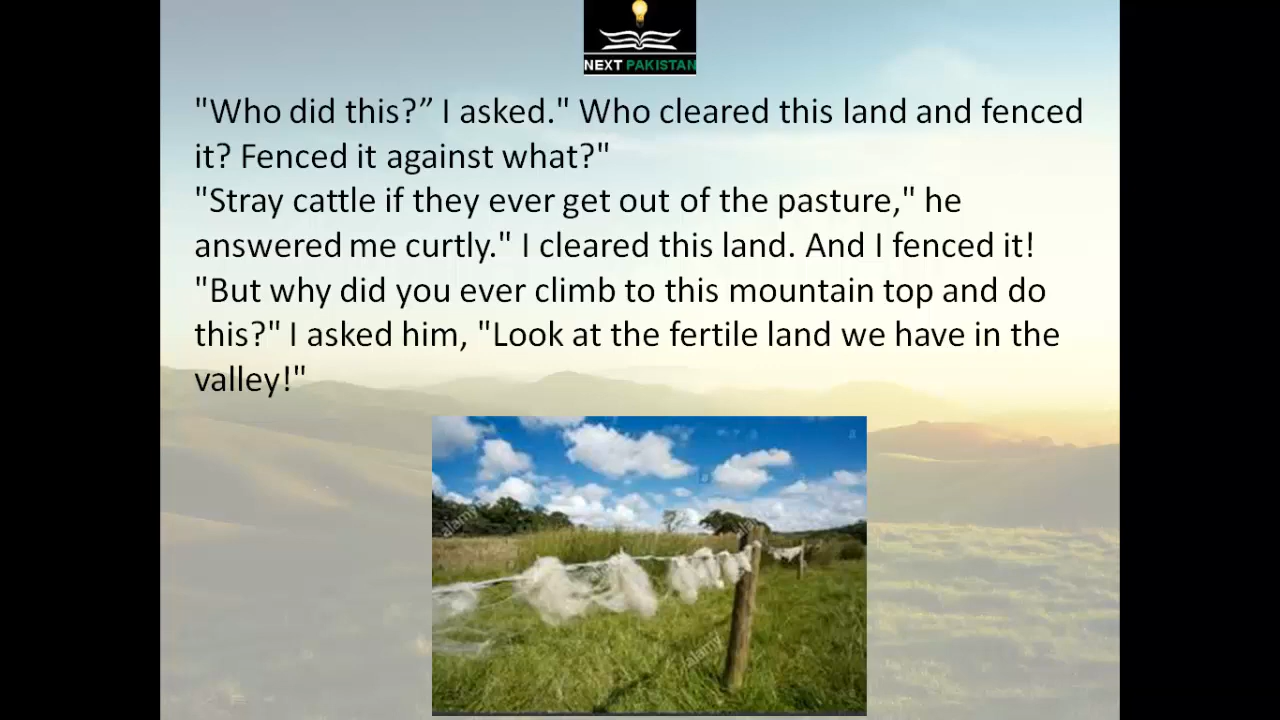 NEXT PAKISTAN
"Who did this?” I asked." Who cleared this land and fenced
it? Fenced it against what?"
"Stray cattle if they ever get out of the pasture," he
answered me curtly." I cleared this land. And I fenced it!
"But why did you ever climb to this mountain top and do
this?" I asked him, "Look at the fertile land we have in the
valley!"
a
a
alamy
alamy
alamy